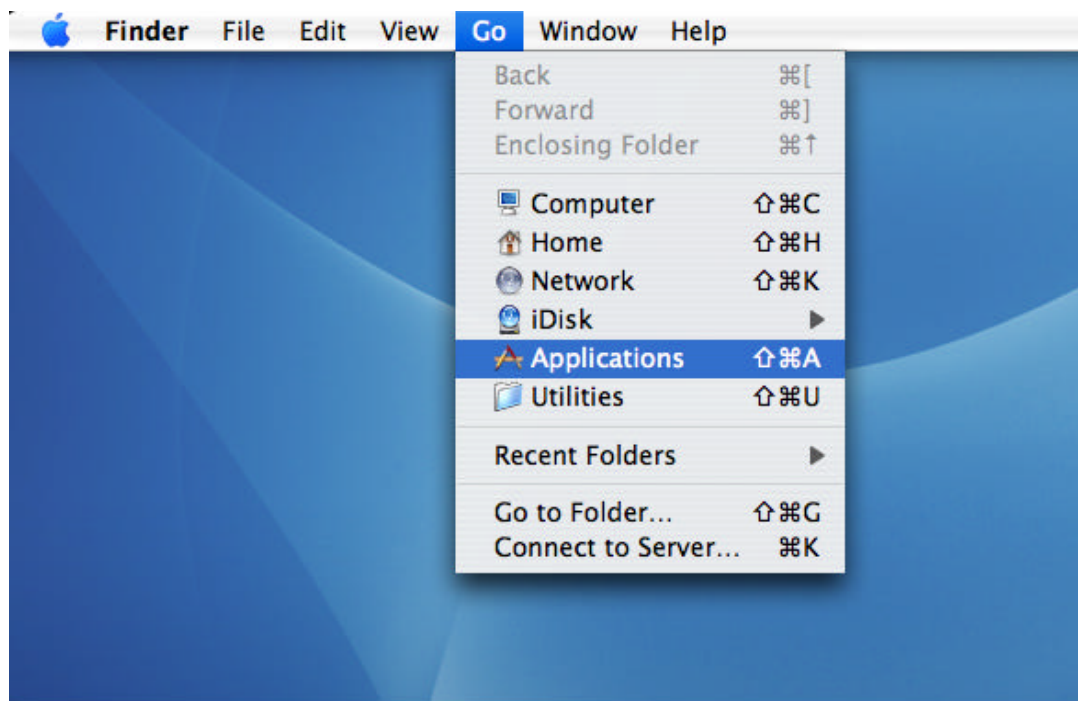 Finder File Edit View Go Window Help
Back ⌘[
Forward ⌘]
Enclosing Folder ⌘↑
Computer ⇧⌘C
Home ⇧⌘H
Network ⇧⌘K
iDisk ▶
Applications ⇧⌘A
Utilities ⇧⌘U
Recent Folders ▶
Go to Folder... ⇧⌘G
Connect to Server... ⌘K